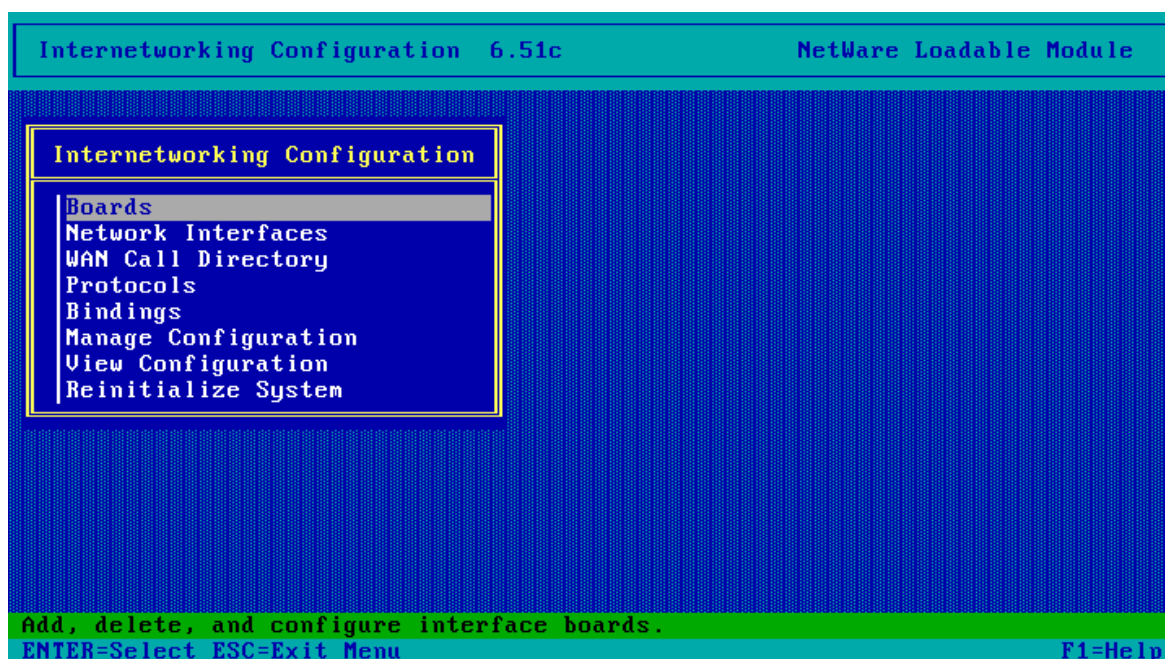 Internetworking Configuration 6.51c NetWare Loadable Module
Internetworking Configuration
Boards
Network Interfaces
WAN Call Directory
Protocols
Bindings
Manage Configuration
View Configuration
Reinitialize System
Add, delete, and configure interface boards.
ENTER=Select ESC=Exit Menu F1=Help